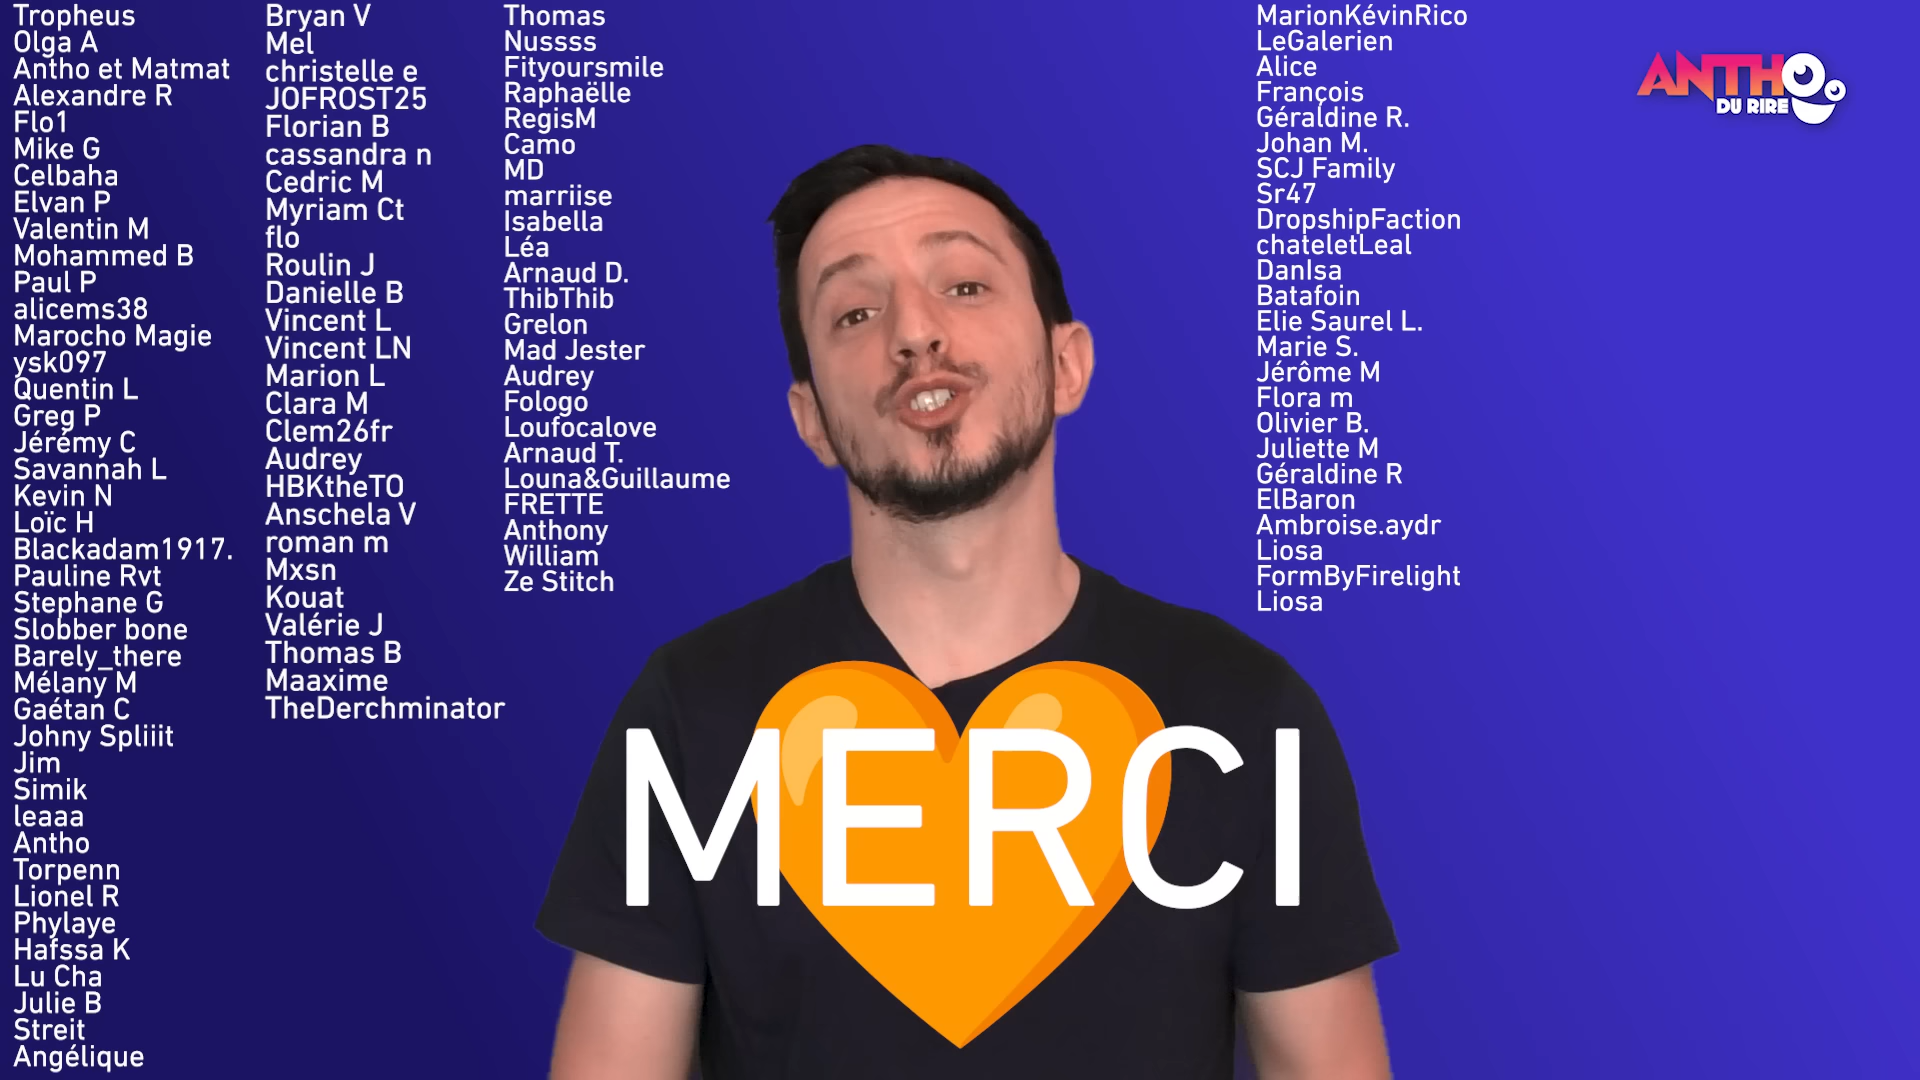 Tropheus
Olga A
Antho et Matmat
Alexandre R
Flo1
Mike G
Celbaha
Elvan P
Valentin M
Mohammed B
Paul P
alicems38
Marocho Magie
ysk097
Quentin L
Greg P
Jérémy C
Savannah L
Kevin N
Loïc H
Blackadam1917.
Pauline Rvt
Stephane G
Slobber bone
Barely_there
Mélany M
Gaétan C
Johny Spliiit
Jim
Simik
leaaa
Antho
Torpenn
Lionel R
Phylaye
Hafssa K
Lu Cha
Julie B
Streit
Angélique
Bryan V
Mel
christelle e
JOFROST25
Florian B
cassandra n
Cedric M
Myriam Ct
flo
Roulin J
Danielle B
Vincent L
Vincent LN
Marion L
Clara M
Clem26fr
Audrey
HBKtheTO
Anschela V
roman m
Mxsn
Kouat
Valérie J
Thomas B
Maaxime
TheDerchminator
Thomas
Nussss
Fityoursmile
Raphaëlle
RegisM
Camo
MD
marriise
Isabella
Léa
Arnaud D.
ThibThib
Grelon
Mad Jester
Audrey
Fologo
Loufocalove
Arnaud T.
Louna&Guillaume
FRETTE
Anthony
William
Ze Stitch
MarionKévinRico
LeGalerien
Alice
François
Géraldine R.
Johan M.
SCJ Family
Sr47
DropshipFaction
chateletLeal
DanIsa
Batafoin
Elie Saurel L.
Marie S.
Jérôme M
Flora m
Olivier B.
Juliette M
Géraldine R
ElBaron
Ambroise.aydr
Liosa
FormByFirelight
Liosa
ANTHO
DU RIRE
MERCI